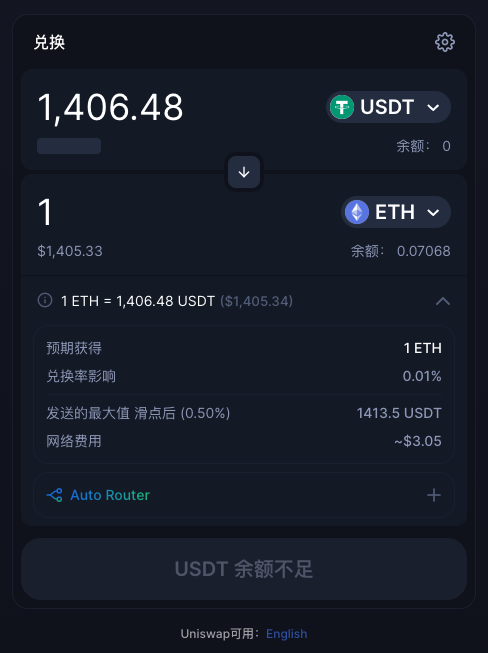 兑换
1,406.48 USDT
余额： 0
1 ETH
$1,405.33 余额： 0.07068
1 ETH = 1,406.48 USDT ($1,405.34)
预期获得 1 ETH
兑换率影响 0.01%
发送的最大值 滑点后 (0.50%) 1413.5 USDT
网络费用 ~$3.05
Auto Router
USDT 余额不足
Uniswap可用： English